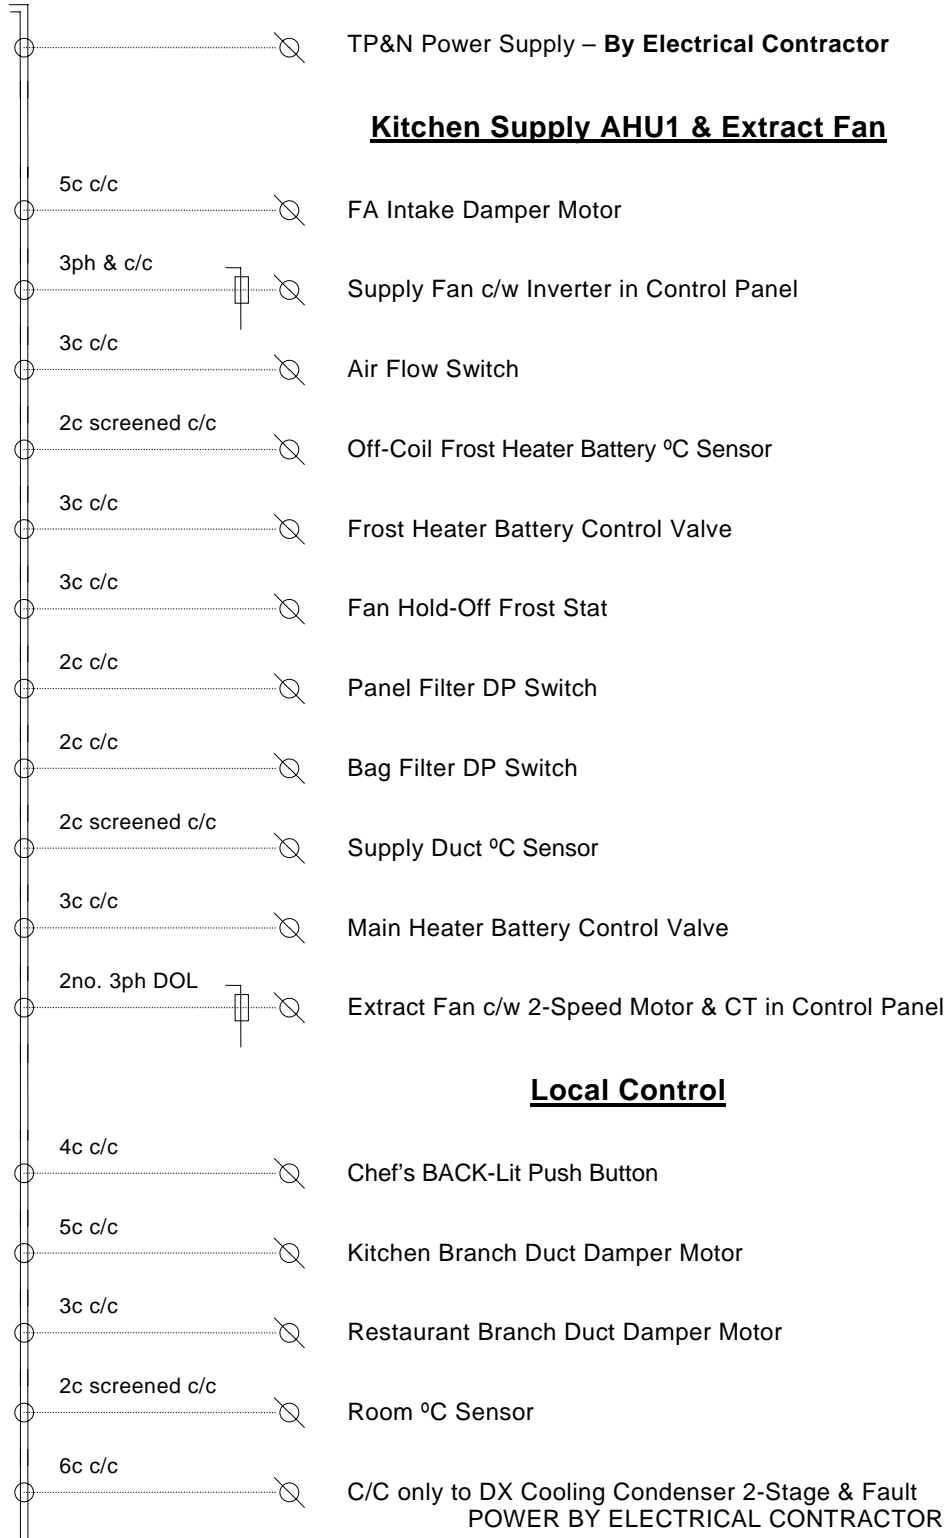 TP&N Power Supply – By Electrical Contractor
Kitchen Supply AHU1 & Extract Fan
5c c/c
FA Intake Damper Motor
3ph & c/c
Supply Fan c/w Inverter in Control Panel
3c c/c
Air Flow Switch
2c screened c/c
Off-Coil Frost Heater Battery ºC Sensor
3c c/c
Frost Heater Battery Control Valve
3c c/c
Fan Hold-Off Frost Stat
2c c/c
Panel Filter DP Switch
2c c/c
Bag Filter DP Switch
2c screened c/c
Supply Duct ºC Sensor
3c c/c
Main Heater Battery Control Valve
2no. 3ph DOL
Extract Fan c/w 2-Speed Motor & CT in Control Panel
Local Control
4c c/c
Chef's BACK-Lit Push Button
5c c/c
Kitchen Branch Duct Damper Motor
3c c/c
Restaurant Branch Duct Damper Motor
2c screened c/c
Room ºC Sensor
6c c/c
C/C only to DX Cooling Condenser 2-Stage & Fault
POWER BY ELECTRICAL CONTRACTOR